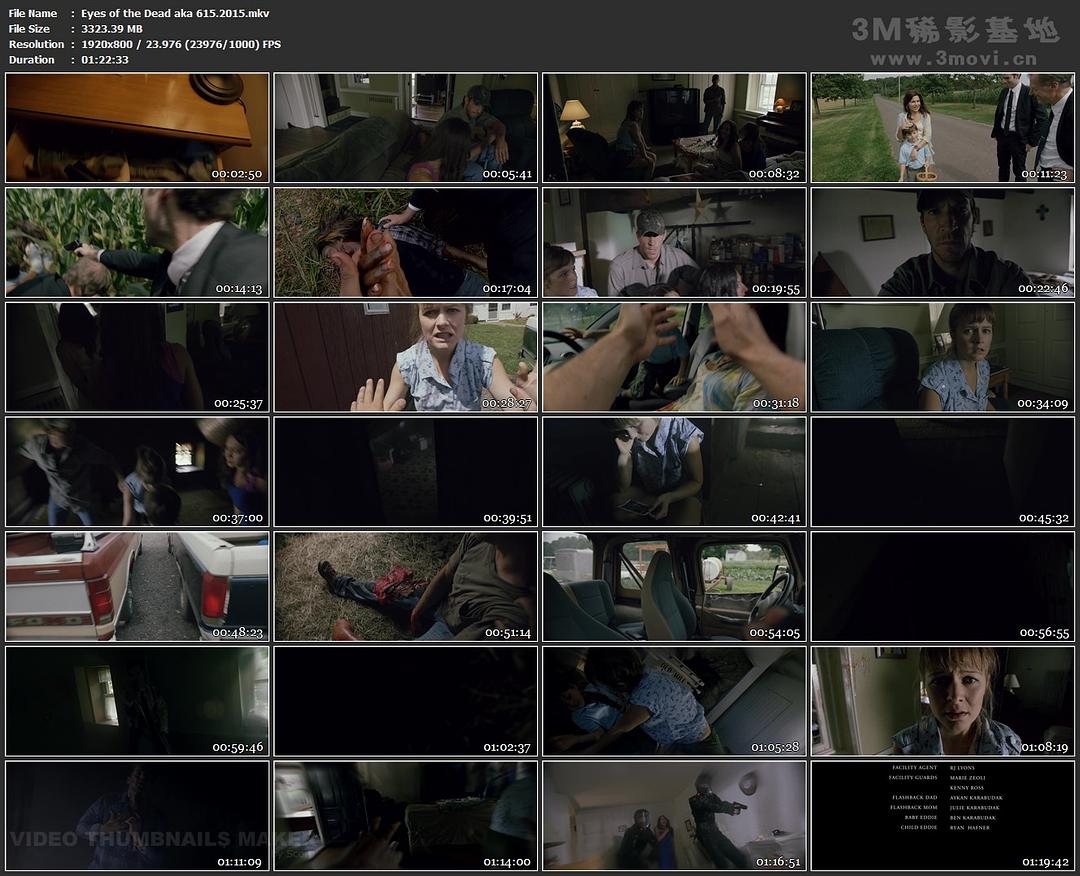 File Name : Eyes of the Dead aka 615.2015.mkv
File Size : 3323.39 MB
Resolution : 1920x800 / 23.976 (23976/1000) FPS
Duration : 01:22:33
3M稀影基地
www.3movi.cn
00:02:50
00:05:41
00:08:32
00:11:23
00:14:13
00:17:04
00:19:55
00:22:46
00:25:37
00:28:27
00:31:18
00:34:09
00:37:00
00:39:51
00:42:41
00:45:32
00:48:23
00:51:14
00:54:05
00:56:55
00:59:46
01:02:37
01:05:28
01:08:19
VIDEO THUMBNAILS MAKE
01:11:09
01:14:00
01:16:51
FACILITY AGENT RJ LYONS
FACILITY GUARDS MARIE ZEOLI
KENNY ROSS
FLASHBACK DAD AYKAN KARABUDAK
FLASHBACK MOM JULIE KARABUDAK
BABY EDDIE BEN KARABUDAK
CHILD EDDIE RYAN HAFNER
01:19:42